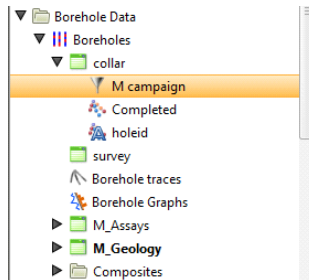 Borehole Data
Boreholes
collar
M campaign
Completed
holeid
survey
Borehole traces
Borehole Graphs
M_Assays
M_Geology
Composites